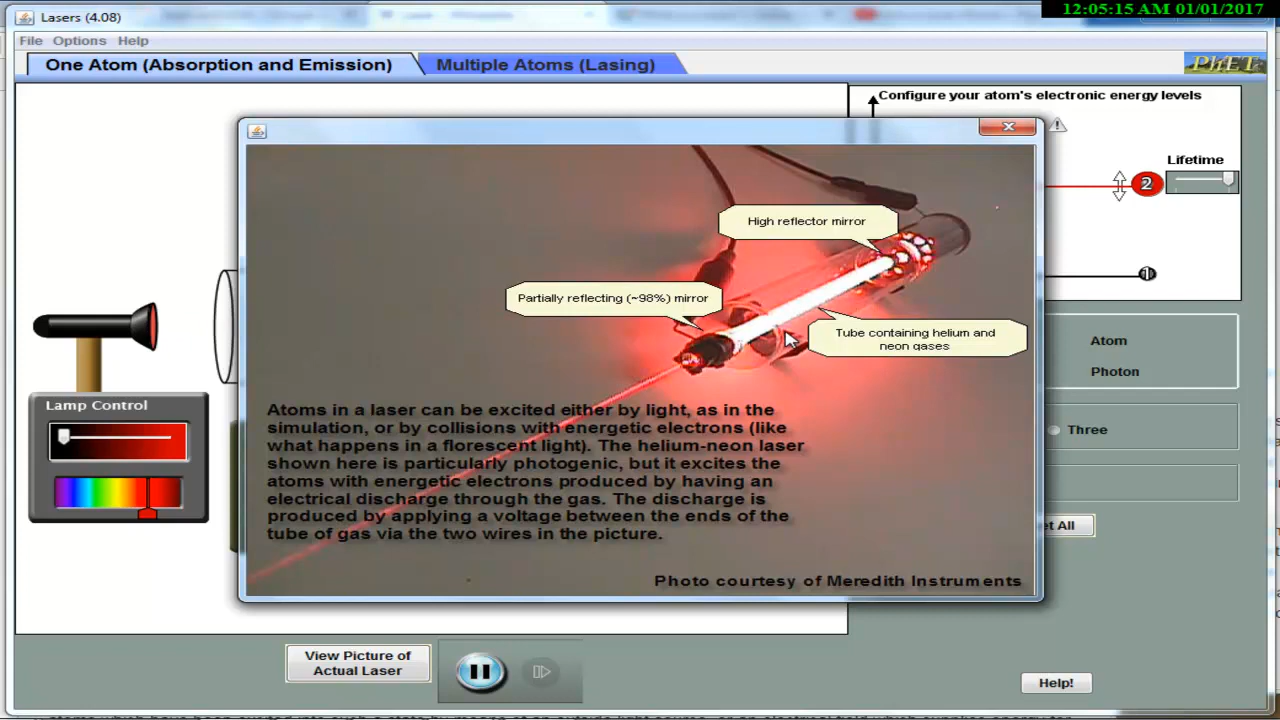 12:05:15 AM 01/01/2017
Lasers (4.08)
File Options Help
One Atom (Absorption and Emission)
Multiple Atoms (Lasing)
PhET
Configure your atom's electronic energy levels
Lifetime
2
1
High reflector mirror
Partially reflecting (~98%) mirror
Tube containing helium and
neon gases
Atom
Photon
Three
Lamp Control
Atoms in a laser can be excited either by light, as in the
simulation, or by collisions with energetic electrons (like
what happens in a florescent light). The helium-neon laser
shown here is particularly photogenic, but it excites the
atoms with energetic electrons produced by having an
electrical discharge through the gas. The discharge is
produced by applying a voltage between the ends of the
tube of gas via the two wires in the picture.
Photo courtesy of Meredith Instruments
All
View Picture of
Actual Laser
Help!